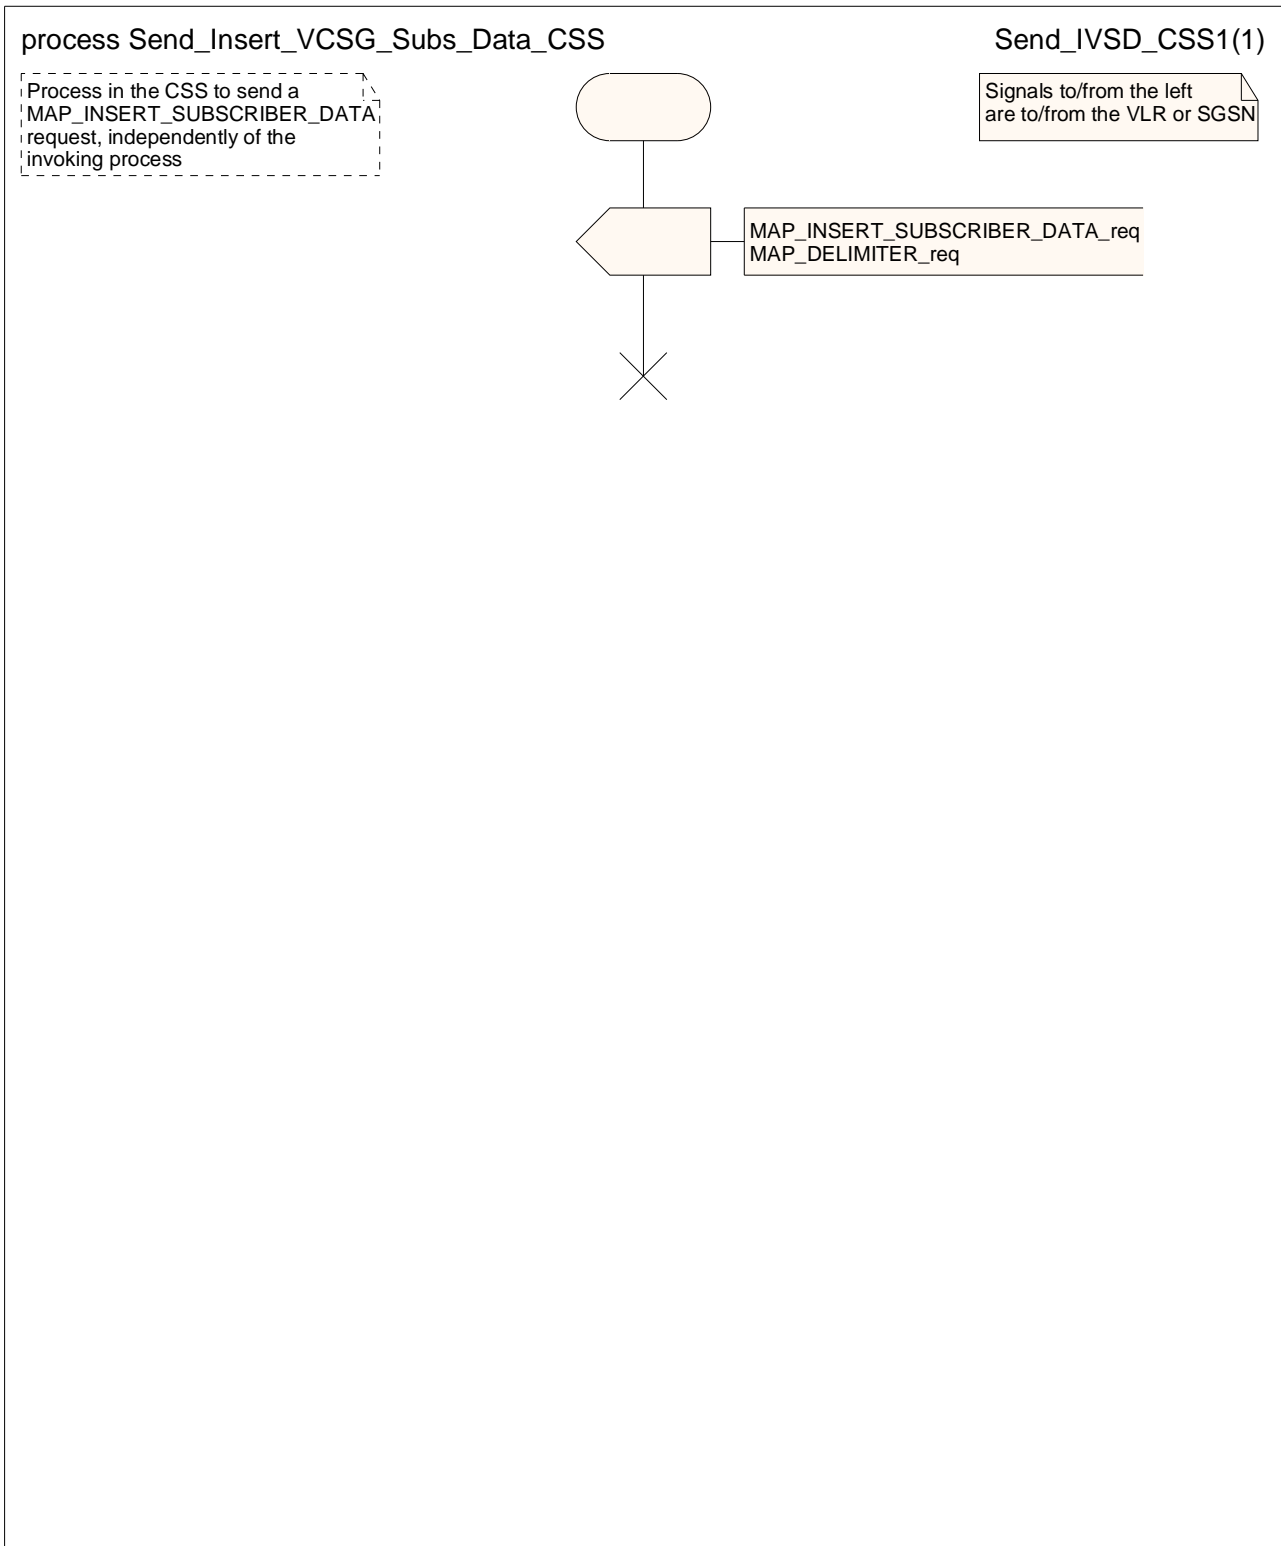 process Send_Insert_VCSG_Subs_Data_CSS
Send_IVSD_CSS1(1)
Process in the CSS to send a
MAP_INSERT_SUBSCRIBER_DATA
request, independently of the
invoking process
Signals to/from the left
are to/from the VLR or SGSN
MAP_INSERT_SUBSCRIBER_DATA_req
MAP_DELIMITER_req